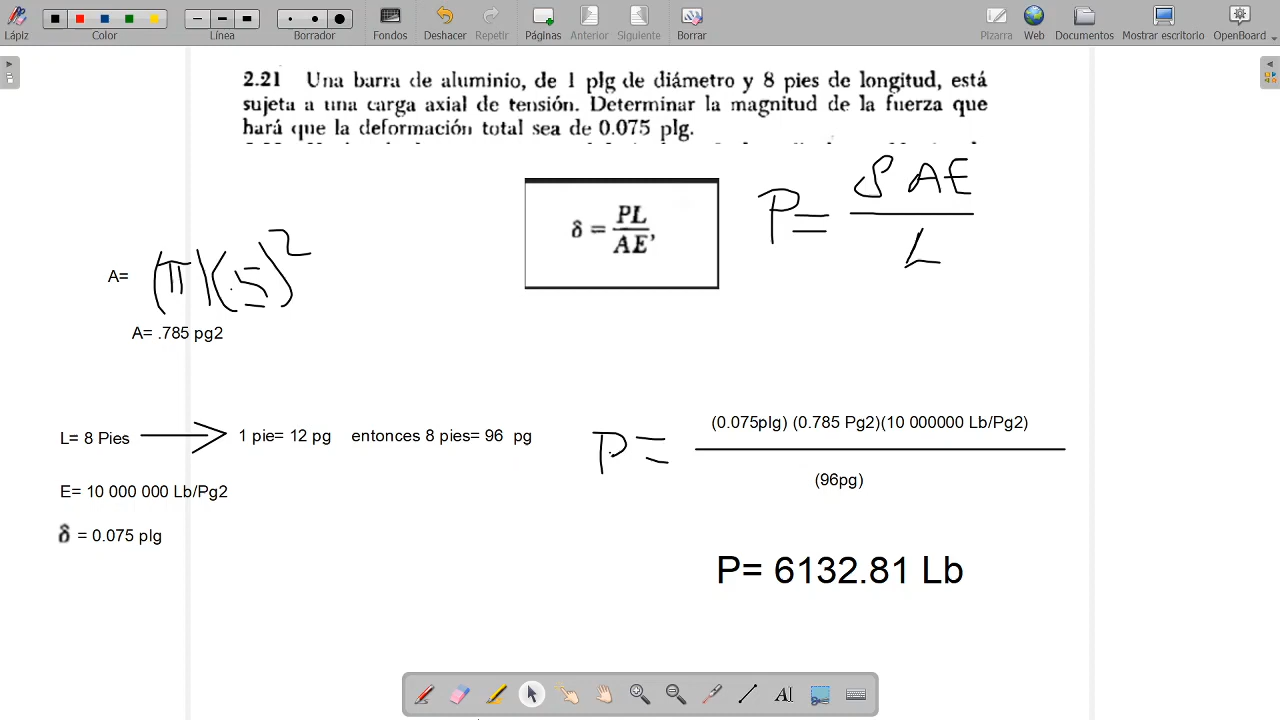 Lápiz Color Línea Borrador Fondos Deshacer Repetir Páginas Anterior Siguiente Borrar Pizarra Web Documentos Mostrar escritorio OpenBoard
2.21 Una barra de aluminio, de 1 plg de diámetro y 8 pies de longitud, está
sujeta a una carga axial de tensión. Determinar la magnitud de la fuerza que
hará que la deformación total sea de 0.075 plg.
δ = PL / AE,
P = δ AE / L
A= (π)(.5)²
A= .785 pg2
L= 8 Pies 1 pie= 12 pg entonces 8 pies= 96 pg
E= 10 000 000 Lb/Pg2
δ = 0.075 plg
P = (0.075plg) (0.785 Pg2)(10 000000 Lb/Pg2)
(96pg)
P= 6132.81 Lb
AI